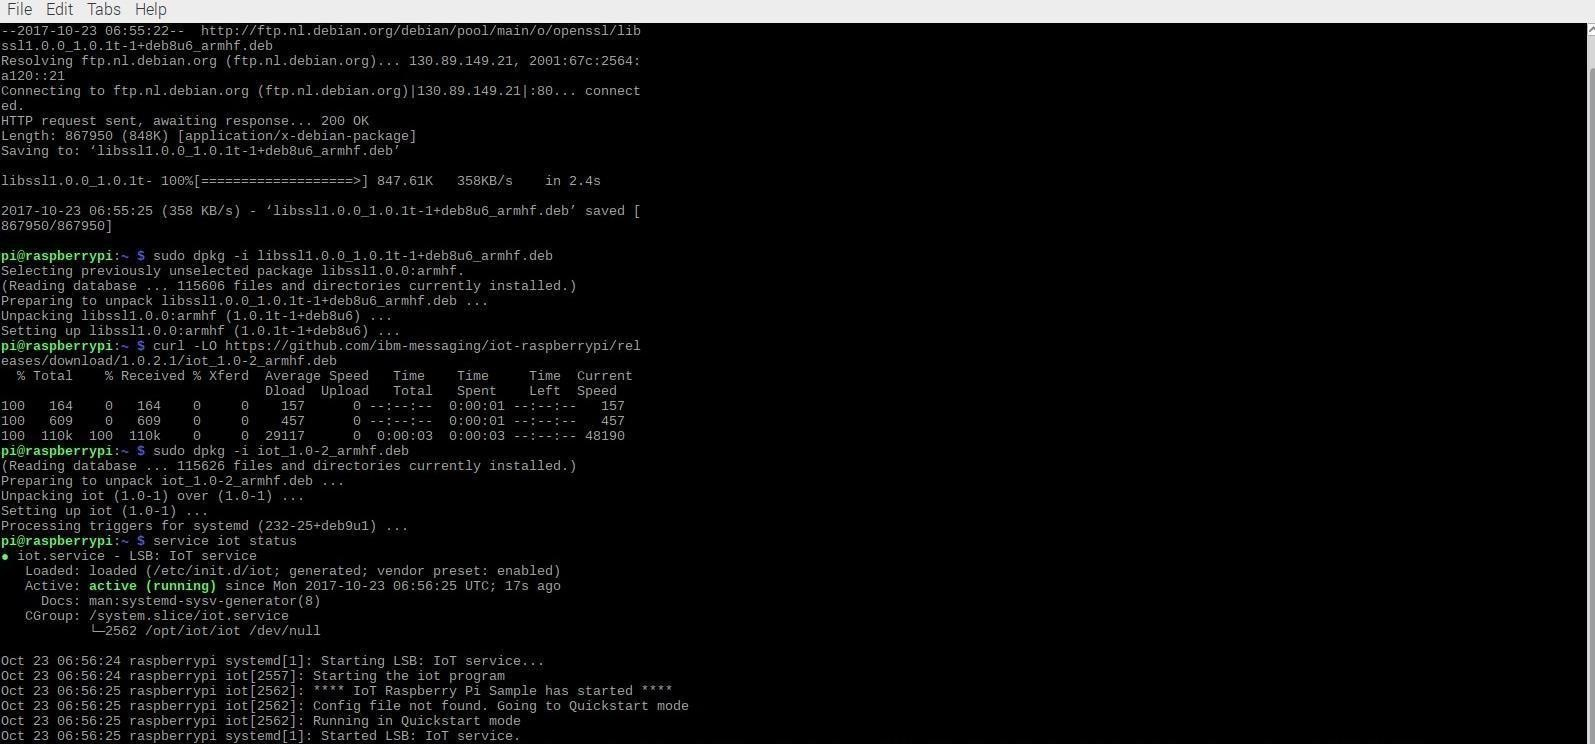 File Edit Tabs Help
--2017-10-23 06:55:22--  http://ftp.nl.debian.org/debian/pool/main/o/openssl/lib
ssl1.0.0_1.0.1t-1+deb8u6_armhf.deb
Resolving ftp.nl.debian.org (ftp.nl.debian.org)... 130.89.149.21, 2001:67c:2564:
a120::21
Connecting to ftp.nl.debian.org (ftp.nl.debian.org)|130.89.149.21|:80... connect
ed.
HTTP request sent, awaiting response... 200 OK
Length: 867950 (848K) [application/x-debian-package]
Saving to: ‘libssl1.0.0_1.0.1t-1+deb8u6_armhf.deb’
libssl1.0.0_1.0.1t- 100%[===================>] 847.61K   358KB/s    in 2.4s
2017-10-23 06:55:25 (358 KB/s) - ‘libssl1.0.0_1.0.1t-1+deb8u6_armhf.deb’ saved [
867950/867950]
pi@raspberrypi:~ $ sudo dpkg -i libssl1.0.0_1.0.1t-1+deb8u6_armhf.deb
Selecting previously unselected package libssl1.0.0:armhf.
(Reading database ... 115606 files and directories currently installed.)
Preparing to unpack libssl1.0.0_1.0.1t-1+deb8u6_armhf.deb ...
Unpacking libssl1.0.0:armhf (1.0.1t-1+deb8u6) ...
Setting up libssl1.0.0:armhf (1.0.1t-1+deb8u6) ...
pi@raspberrypi:~ $ curl -LO https://github.com/ibm-messaging/iot-raspberrypi/rel
eases/download/1.0.2.1/iot_1.0-2_armhf.deb
  % Total    % Received % Xferd  Average Speed   Time    Time     Time  Current
                                 Dload  Upload   Total   Spent    Left  Speed
100   164    0   164    0     0    157      0 --:--:--  0:00:01 --:--:--   157
100   609    0   609    0     0    457      0 --:--:--  0:00:01 --:--:--   457
100  110k  100  110k    0     0  29117      0  0:00:03  0:00:03 --:--:-- 48190
pi@raspberrypi:~ $ sudo dpkg -i iot_1.0-2_armhf.deb
(Reading database ... 115626 files and directories currently installed.)
Preparing to unpack iot_1.0-2_armhf.deb ...
Unpacking iot (1.0-1) over (1.0-1) ...
Setting up iot (1.0-1) ...
Processing triggers for systemd (232-25+deb9u1) ...
pi@raspberrypi:~ $ service iot status
● iot.service - LSB: IoT service
   Loaded: loaded (/etc/init.d/iot; generated; vendor preset: enabled)
   Active: active (running) since Mon 2017-10-23 06:56:25 UTC; 17s ago
     Docs: man:systemd-sysv-generator(8)
   CGroup: /system.slice/iot.service
           └─2562 /opt/iot/iot /dev/null
Oct 23 06:56:24 raspberrypi systemd[1]: Starting LSB: IoT service...
Oct 23 06:56:24 raspberrypi iot[2557]: Starting the iot program
Oct 23 06:56:25 raspberrypi iot[2562]: **** IoT Raspberry Pi Sample has started ****
Oct 23 06:56:25 raspberrypi iot[2562]: Config file not found. Going to Quickstart mode
Oct 23 06:56:25 raspberrypi iot[2562]: Running in Quickstart mode
Oct 23 06:56:25 raspberrypi systemd[1]: Started LSB: IoT service.